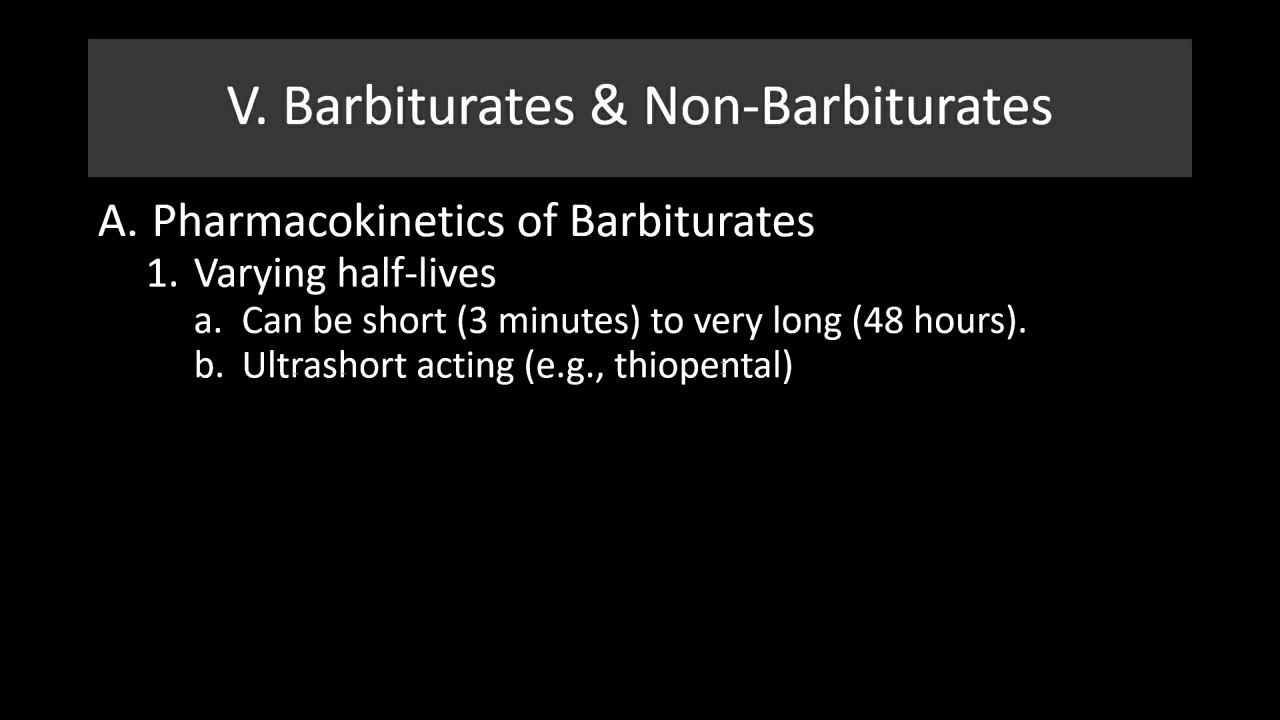 V. Barbiturates & Non-Barbiturates
A. Pharmacokinetics of Barbiturates
1. Varying half-lives
a. Can be short (3 minutes) to very long (48 hours).
b. Ultrashort acting (e.g., thiopental)